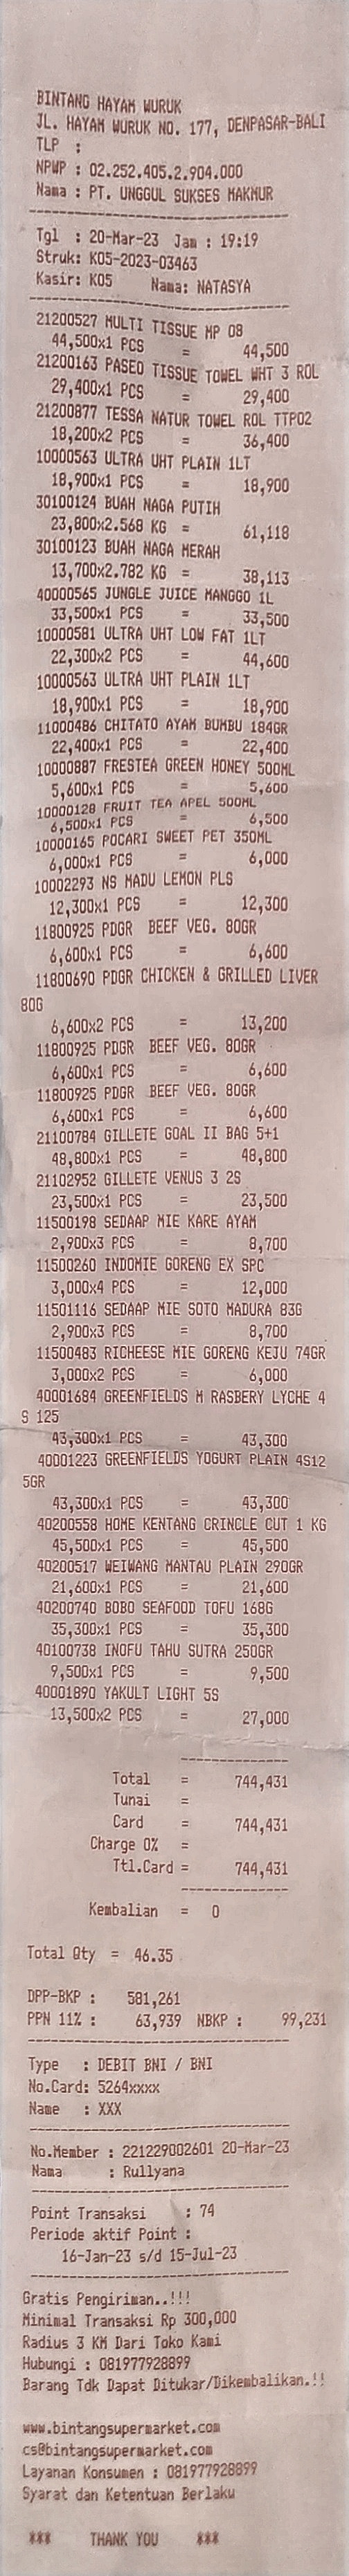 BINTANG HAYAM WURUK
JL. HAYAM WURUK NO. 177, DENPASAR-BALI
TLP :
NPWP : 02.252.405.2.904.000
Nama : PT. UNGGUL SUKSES MAKMUR
Tgl : 20-Mar-23 Jam : 19:19
Struk: K05-2023-03463
Kasir: K05 Nama: NATASYA
21200527 MULTI TISSUE MP 08
44,500x1 PCS = 44,500
21200163 PASEO TISSUE TOWEL WHT 3 ROL
29,400x1 PCS = 29,400
21200877 TESSA NATUR TOWEL ROL TTP02
18,200x2 PCS = 36,400
10000563 ULTRA UHT PLAIN 1LT
18,900x1 PCS = 18,900
30100124 BUAH NAGA PUTIH
23,800x2.568 KG = 61,118
30100123 BUAH NAGA MERAH
13,700x2.782 KG = 38,113
40000565 JUNGLE JUICE MANGGO 1L
33,500x1 PCS = 33,500
10000581 ULTRA UHT LOW FAT 1LT
22,300x2 PCS = 44,600
10000563 ULTRA UHT PLAIN 1LT
18,900x1 PCS = 18,900
11000486 CHITATO AYAM BUMBU 184GR
22,400x1 PCS = 22,400
10000887 FRESTEA GREEN HONEY 500ML
5,600x1 PCS = 5,600
10000128 FRUIT TEA APEL 500ML
6,500x1 PCS = 6,500
10000165 POCARI SWEET PET 350ML
6,000x1 PCS = 6,000
10002293 NS MADU LEMON PLS
12,300x1 PCS = 12,300
11800925 PDGR BEEF VEG. 80GR
6,600x1 PCS = 6,600
11800690 PDGR CHICKEN & GRILLED LIVER
80G
6,600x2 PCS = 13,200
11800925 PDGR BEEF VEG. 80GR
6,600x1 PCS = 6,600
11800925 PDGR BEEF VEG. 80GR
6,600x1 PCS = 6,600
21100784 GILLETE GOAL II BAG 5+1
48,800x1 PCS = 48,800
21102952 GILLETE VENUS 3 2S
23,500x1 PCS = 23,500
11500198 SEDAAP MIE KARE AYAM
2,900x3 PCS = 8,700
11500260 INDOMIE GORENG EX SPC
3,000x4 PCS = 12,000
11501116 SEDAAP MIE SOTO MADURA 83G
2,900x3 PCS = 8,700
11500483 RICHEESE MIE GORENG KEJU 74GR
3,000x2 PCS = 6,000
40001684 GREENFIELDS M RASBERY LYCHE 4
S 125
43,300x1 PCS = 43,300
40001223 GREENFIELDS YOGURT PLAIN 4S12
5GR
43,300x1 PCS = 43,300
40200558 HOME KENTANG CRINCLE CUT 1 KG
45,500x1 PCS = 45,500
40200517 WEIWANG MANTAU PLAIN 290GR
21,600x1 PCS = 21,600
40200740 BOBO SEAFOOD TOFU 168G
35,300x1 PCS = 35,300
40100738 INOFU TAHU SUTRA 250GR
9,500x1 PCS = 9,500
40001890 YAKULT LIGHT 5S
13,500x2 PCS = 27,000
Total = 744,431
Tunai =
Card = 744,431
Charge 0% =
Ttl.Card = 744,431
Kembalian = 0
Total Qty = 46.35
DPP-BKP : 581,261
PPN 11% : 63,939 NBKP : 99,231
Type : DEBIT BNI / BNI
No.Card: 5264xxxx
Name : XXX
No.Member : 221229002601 20-Mar-23
Nama : Rullyana
Point Transaksi : 74
Periode aktif Point :
16-Jan-23 s/d 15-Jul-23
Gratis Pengiriman..!!!
Minimal Transaksi Rp 300,000
Radius 3 KM Dari Toko Kami
Hubungi : 081977928899
Barang Tdk Dapat Ditukar/Dikembalikan.!!
www.bintangsupermarket.com
cs@bintangsupermarket.com
Layanan Konsumen : 081977928899
Syarat dan Ketentuan Berlaku
*** THANK YOU ***